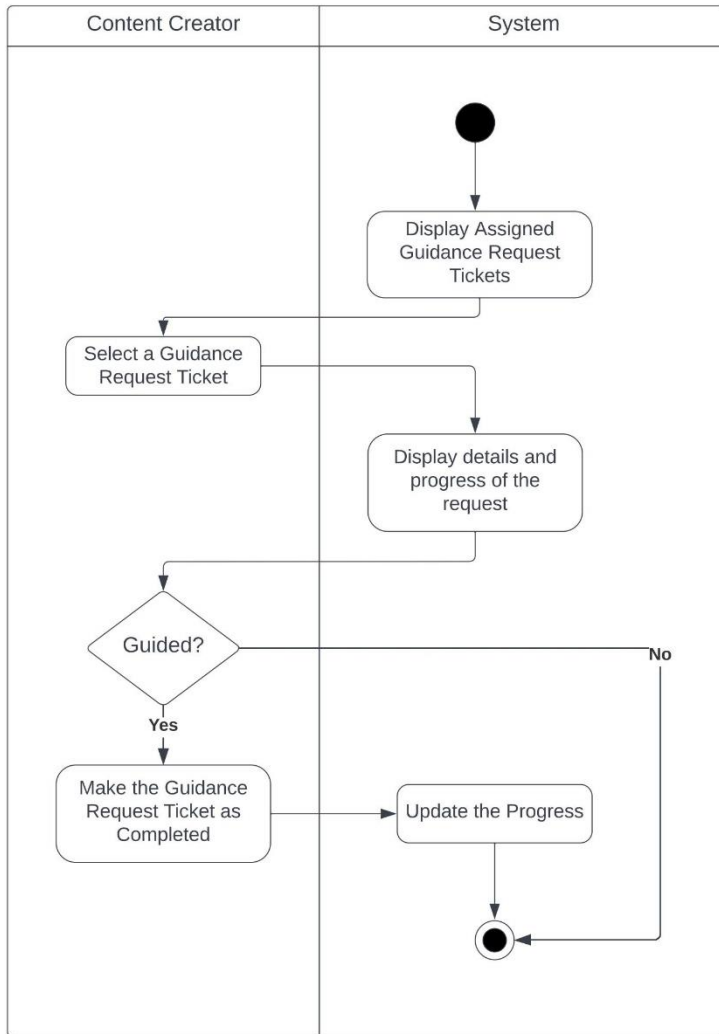 Content Creator
System
Display Assigned
Guidance Request
Tickets
Select a Guidance
Request Ticket
Display details and
progress of the
request
Guided?
No
Yes
Make the Guidance
Request Ticket as
Completed
Update the Progress